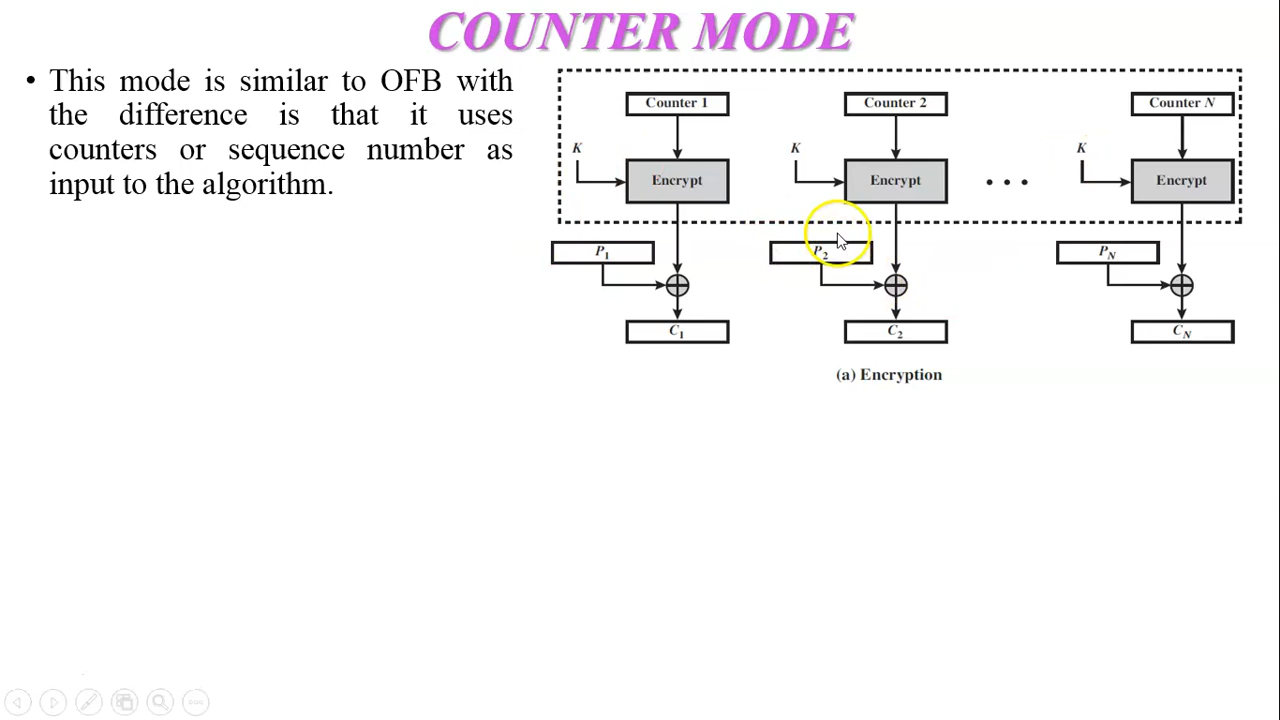 COUNTER MODE
• This mode is similar to OFB with
the difference is that it uses
counters or sequence number as
input to the algorithm.
Counter 1 Counter 2 Counter N
K K K
Encrypt Encrypt • • • Encrypt
P1 P2 PN
C1 C2 CN
(a) Encryption